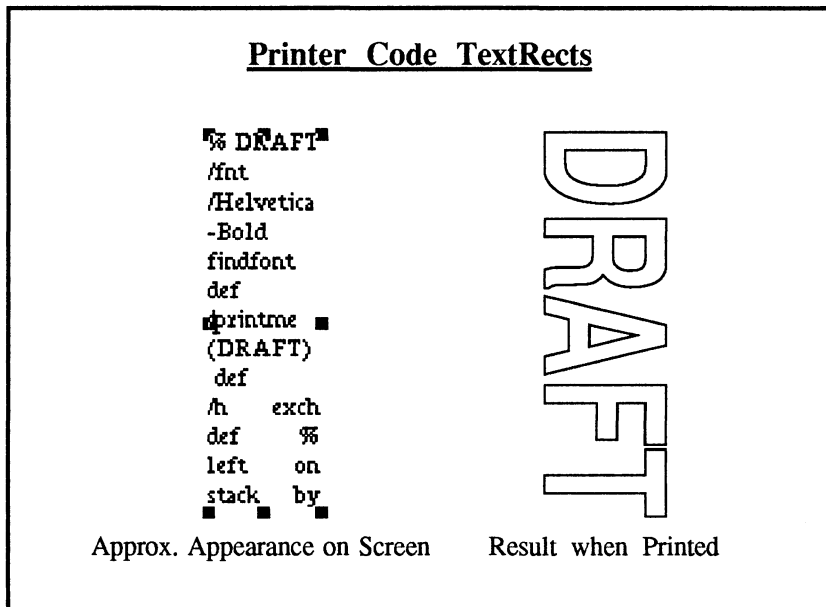 Printer Code TextRects
% DRAFT
/fnt
/Helvetica
-Bold
findfont
def
/printme
(DRAFT)
def
/h exch
def %
left on
stack by
DRAFT
Approx. Appearance on Screen
Result when Printed